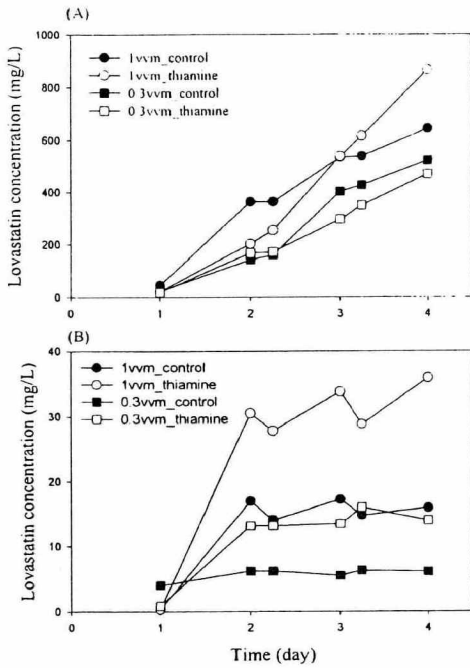 (A)
1000
800
600
400
200
0
Lovastatin concentration (mg/L)
1vvm_control
1vvm_thiamine
0 3vvm_control
0 3vvm_thiamine
0 1 2 3 4
(B)
40
30
20
10
0
Lovastatin concentration (mg/L)
1vvm_control
1vvm_thiamine
0.3vvm_control
0.3vvm_thiamine
0 1 2 3 4
Time (day)